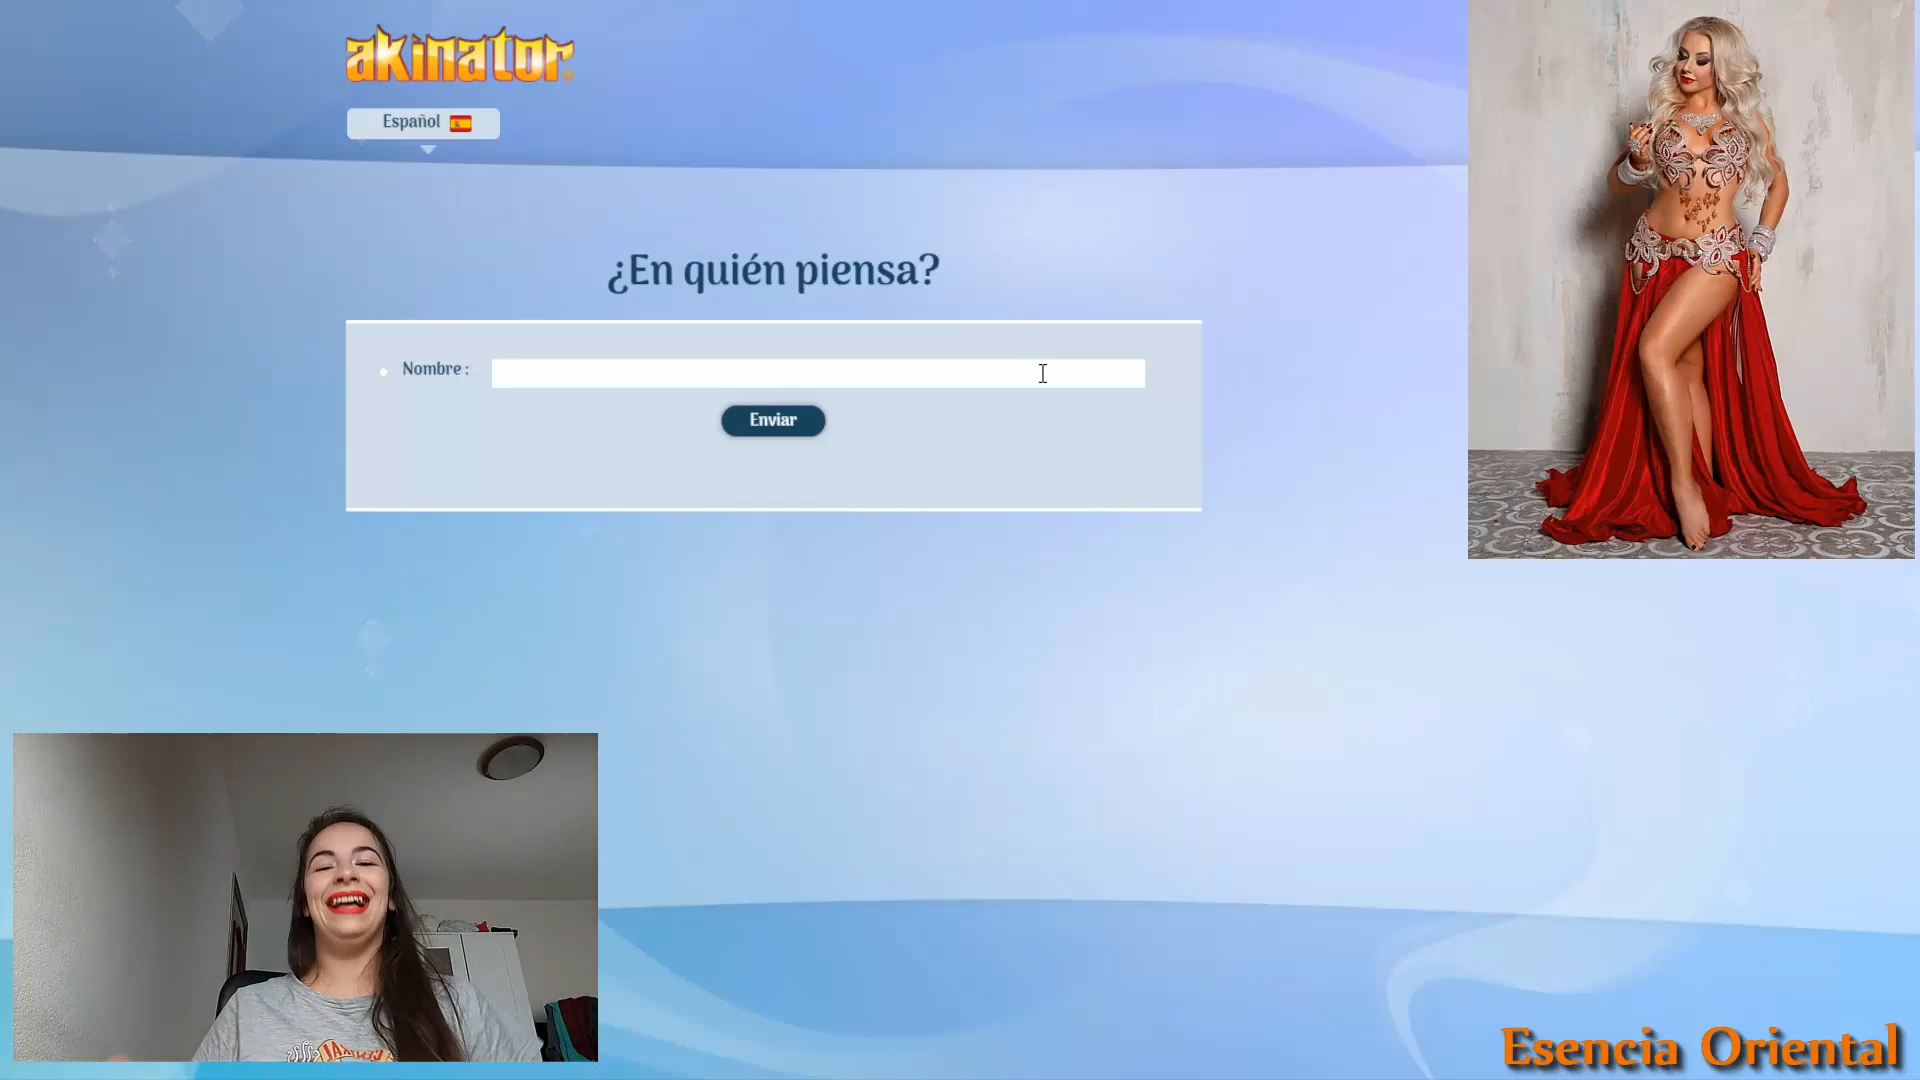 akinator
Español
¿En quién piensa?
Nombre :
Enviar
Esencia Oriental